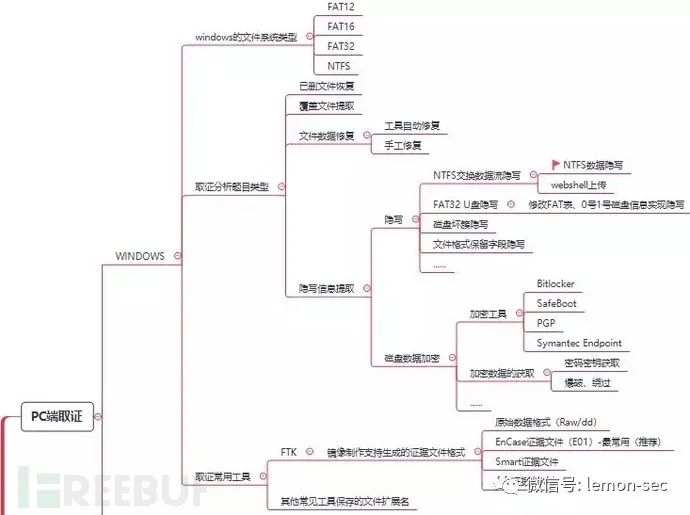 FAT12
FAT16
windows的文件系统类型
FAT32
NTFS
已删文件恢复
覆盖文件提取
工具自动修复
文件数据修复
手工修复
NTFS数据隐写
NTFS交换数据流隐写
webshell上传
取证分析题目类型
FAT32 U盘隐写
修改FAT表、0号1号磁盘信息实现隐写
隐写
磁盘坏簇隐写
文件格式保留字段隐写
......
WINDOWS
隐写信息提取
Bitlocker
SafeBoot
加密工具
PGP
Symantec Endpoint
磁盘数据加密
密码密钥获取
加密数据的获取
爆破、绕过
......
PC端取证
原始数据格式（Raw/dd）
EnCase证据文件（E01）-最常用（推荐）
FTK
镜像制作支持生成的证据文件格式
Smart证据文件
取证常用工具
微信号: lemon-sec
其他常见工具保存的文件扩展名
FREEBUF